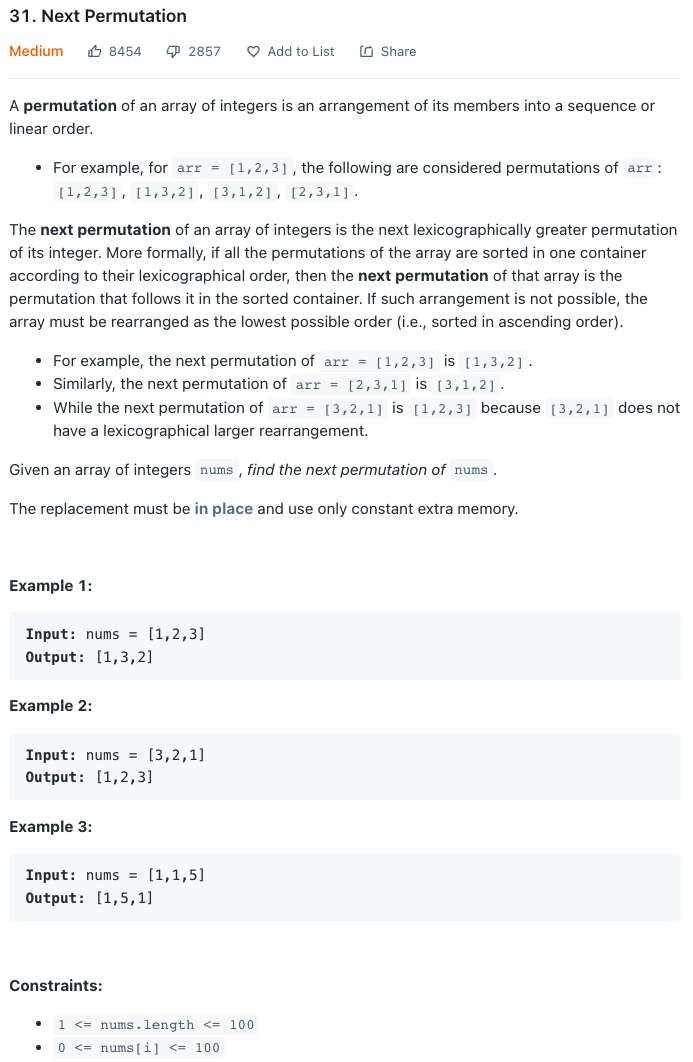 31. Next Permutation
Medium 8454 2857 Add to List Share
A permutation of an array of integers is an arrangement of its members into a sequence or
linear order.
• For example, for arr = [1,2,3], the following are considered permutations of arr:
[1,2,3], [1,3,2], [3,1,2], [2,3,1].
The next permutation of an array of integers is the next lexicographically greater permutation
of its integer. More formally, if all the permutations of the array are sorted in one container
according to their lexicographical order, then the next permutation of that array is the
permutation that follows it in the sorted container. If such arrangement is not possible, the
array must be rearranged as the lowest possible order (i.e., sorted in ascending order).
• For example, the next permutation of arr = [1,2,3] is [1,3,2].
• Similarly, the next permutation of arr = [2,3,1] is [3,1,2].
• While the next permutation of arr = [3,2,1] is [1,2,3] because [3,2,1] does not
have a lexicographical larger rearrangement.
Given an array of integers nums, find the next permutation of nums.
The replacement must be in place and use only constant extra memory.
Example 1:
Input: nums = [1,2,3]
Output: [1,3,2]
Example 2:
Input: nums = [3,2,1]
Output: [1,2,3]
Example 3:
Input: nums = [1,1,5]
Output: [1,5,1]
Constraints:
• 1 <= nums.length <= 100
• 0 <= nums[i] <= 100